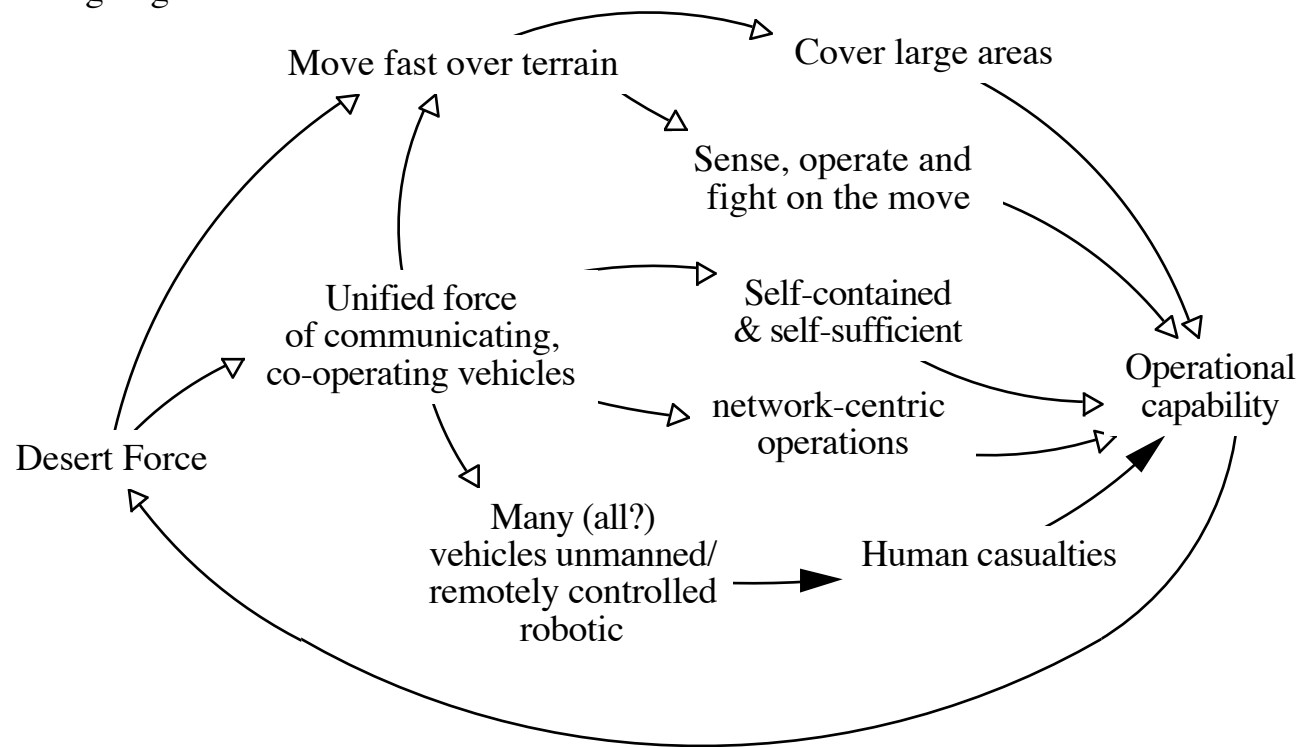 Move fast over terrain
Cover large areas
Sense, operate and
fight on the move
Unified force
of communicating,
co-operating vehicles
Self-contained
& self-sufficient
Operational
capability
network-centric
operations
Desert Force
Many (all?)
vehicles unmanned/
remotely controlled
robotic
Human casualties